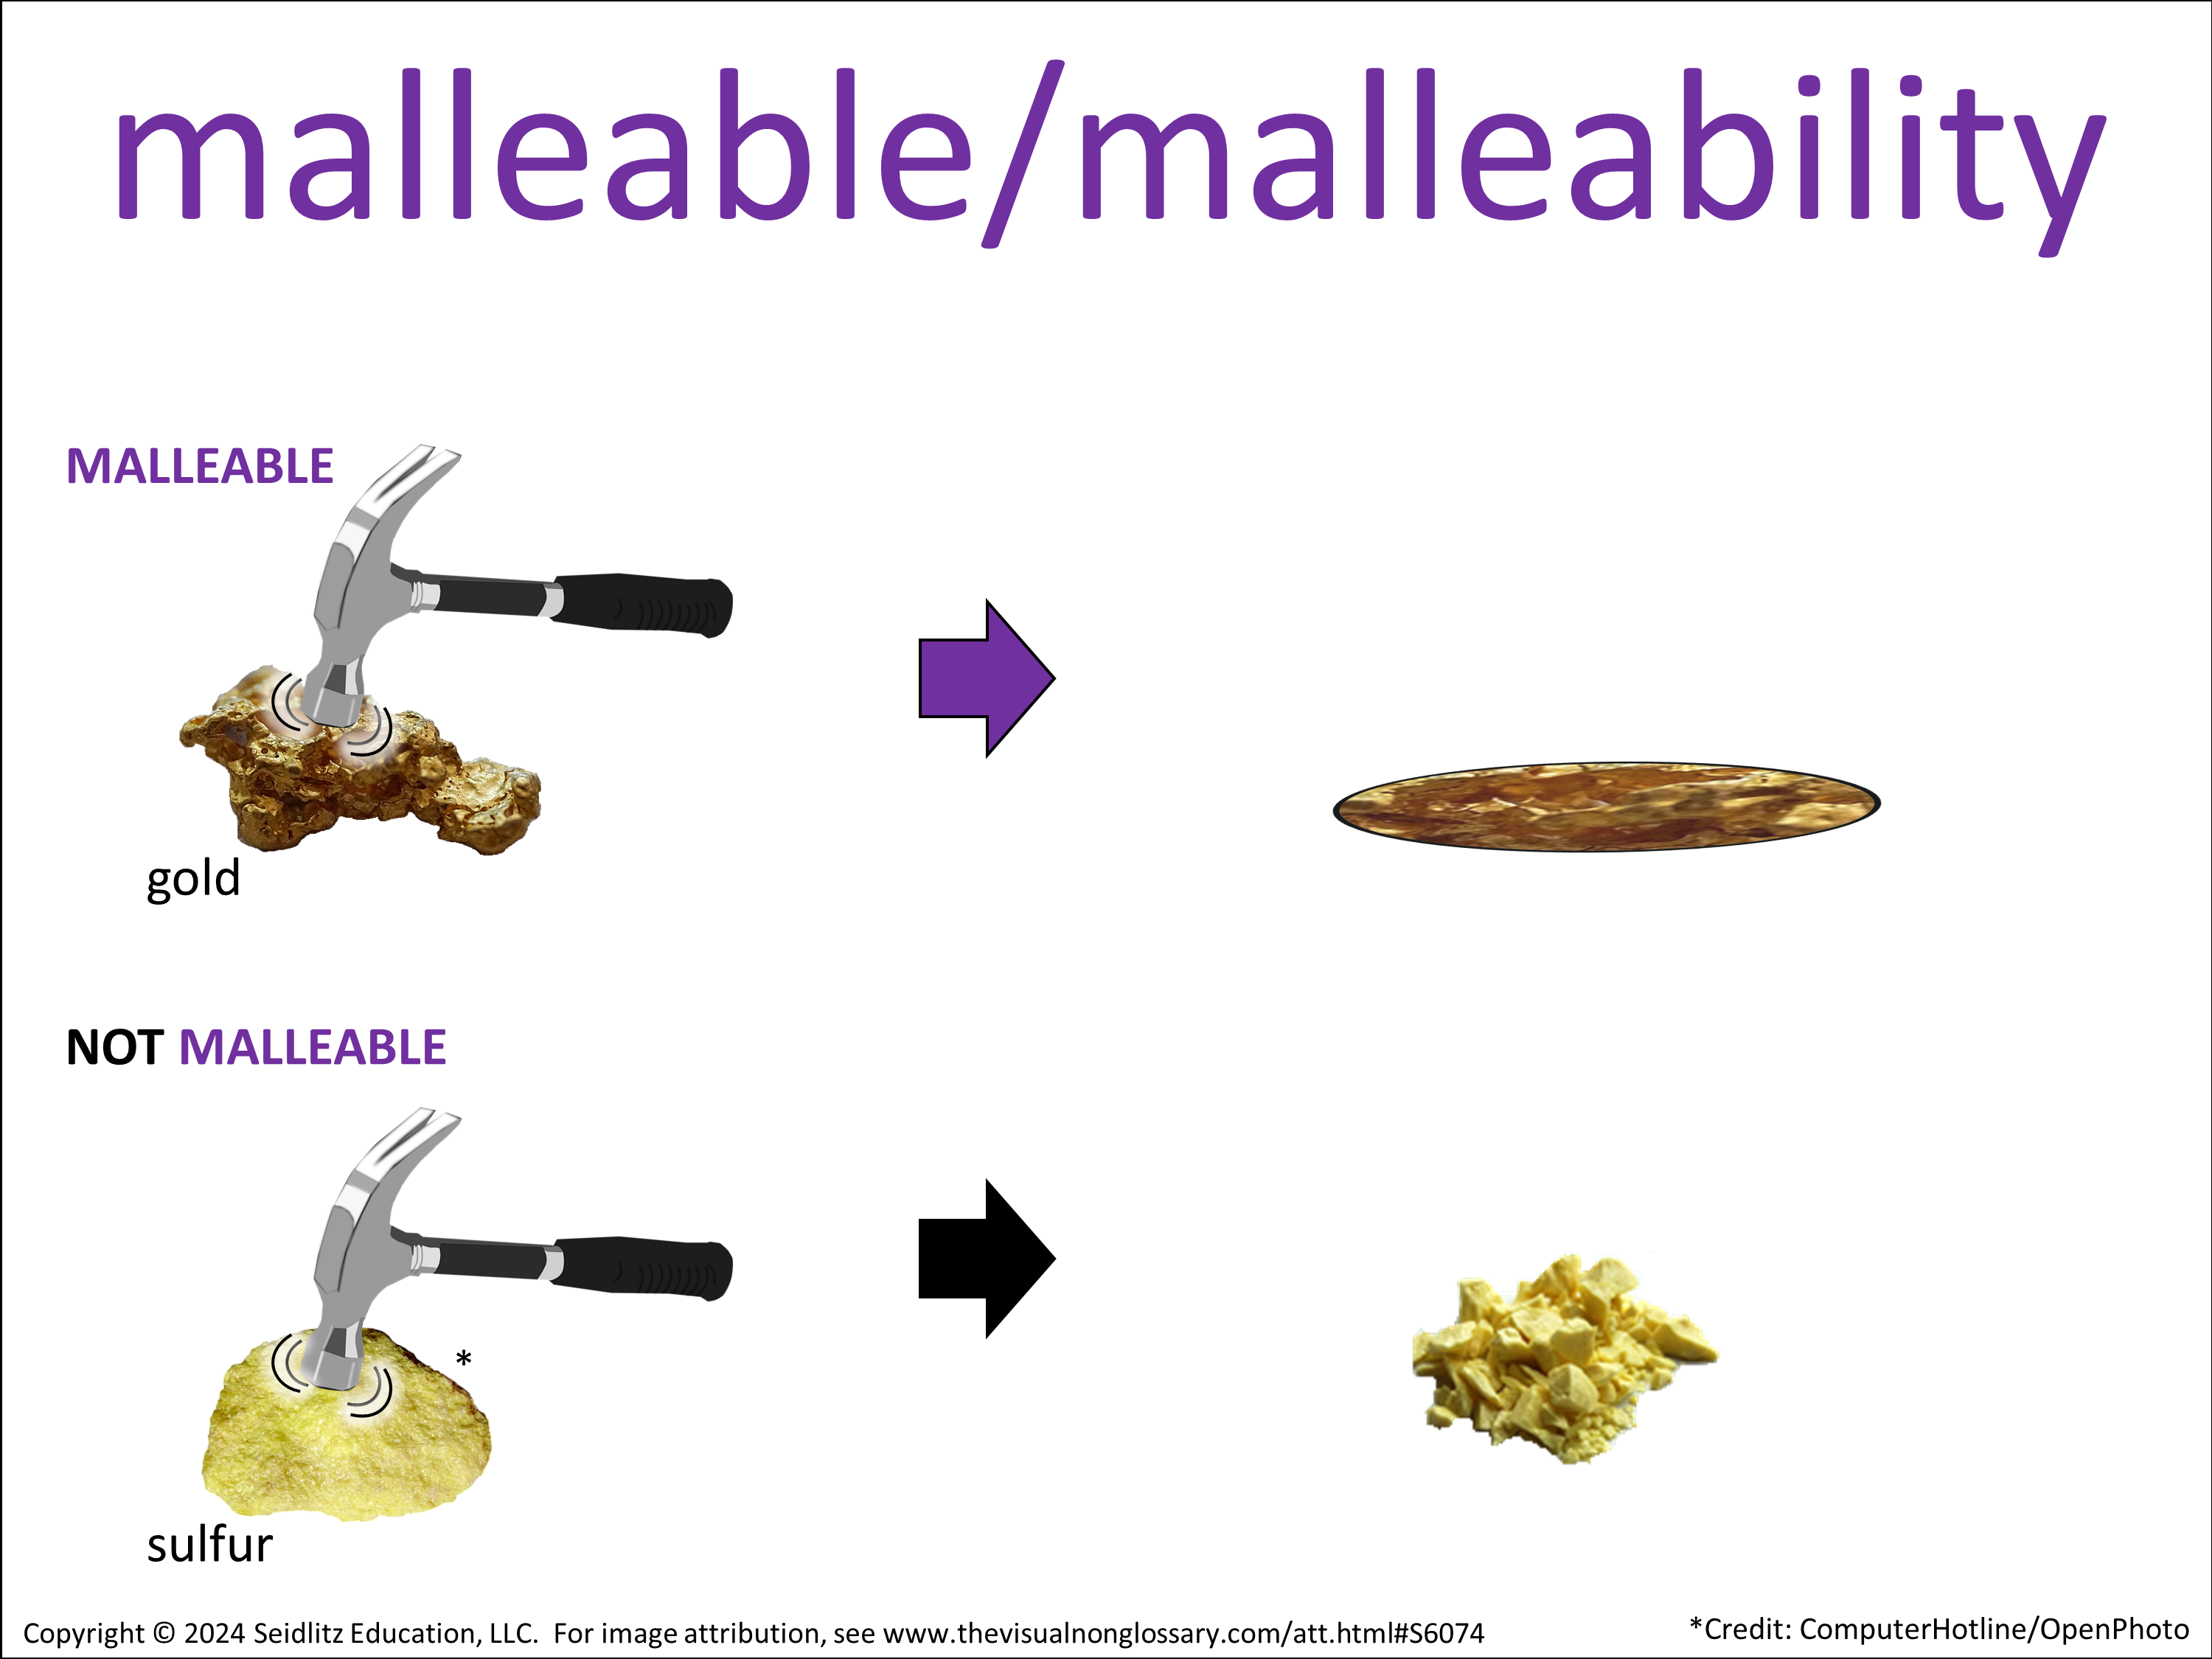 malleable/malleability
MALLEABLE
gold
NOT MALLEABLE
*
sulfur
Copyright © 2024 Seidlitz Education, LLC.  For image attribution, see www.thevisualnonglossary.com/att.html#S6074
*Credit: ComputerHotline/OpenPhoto